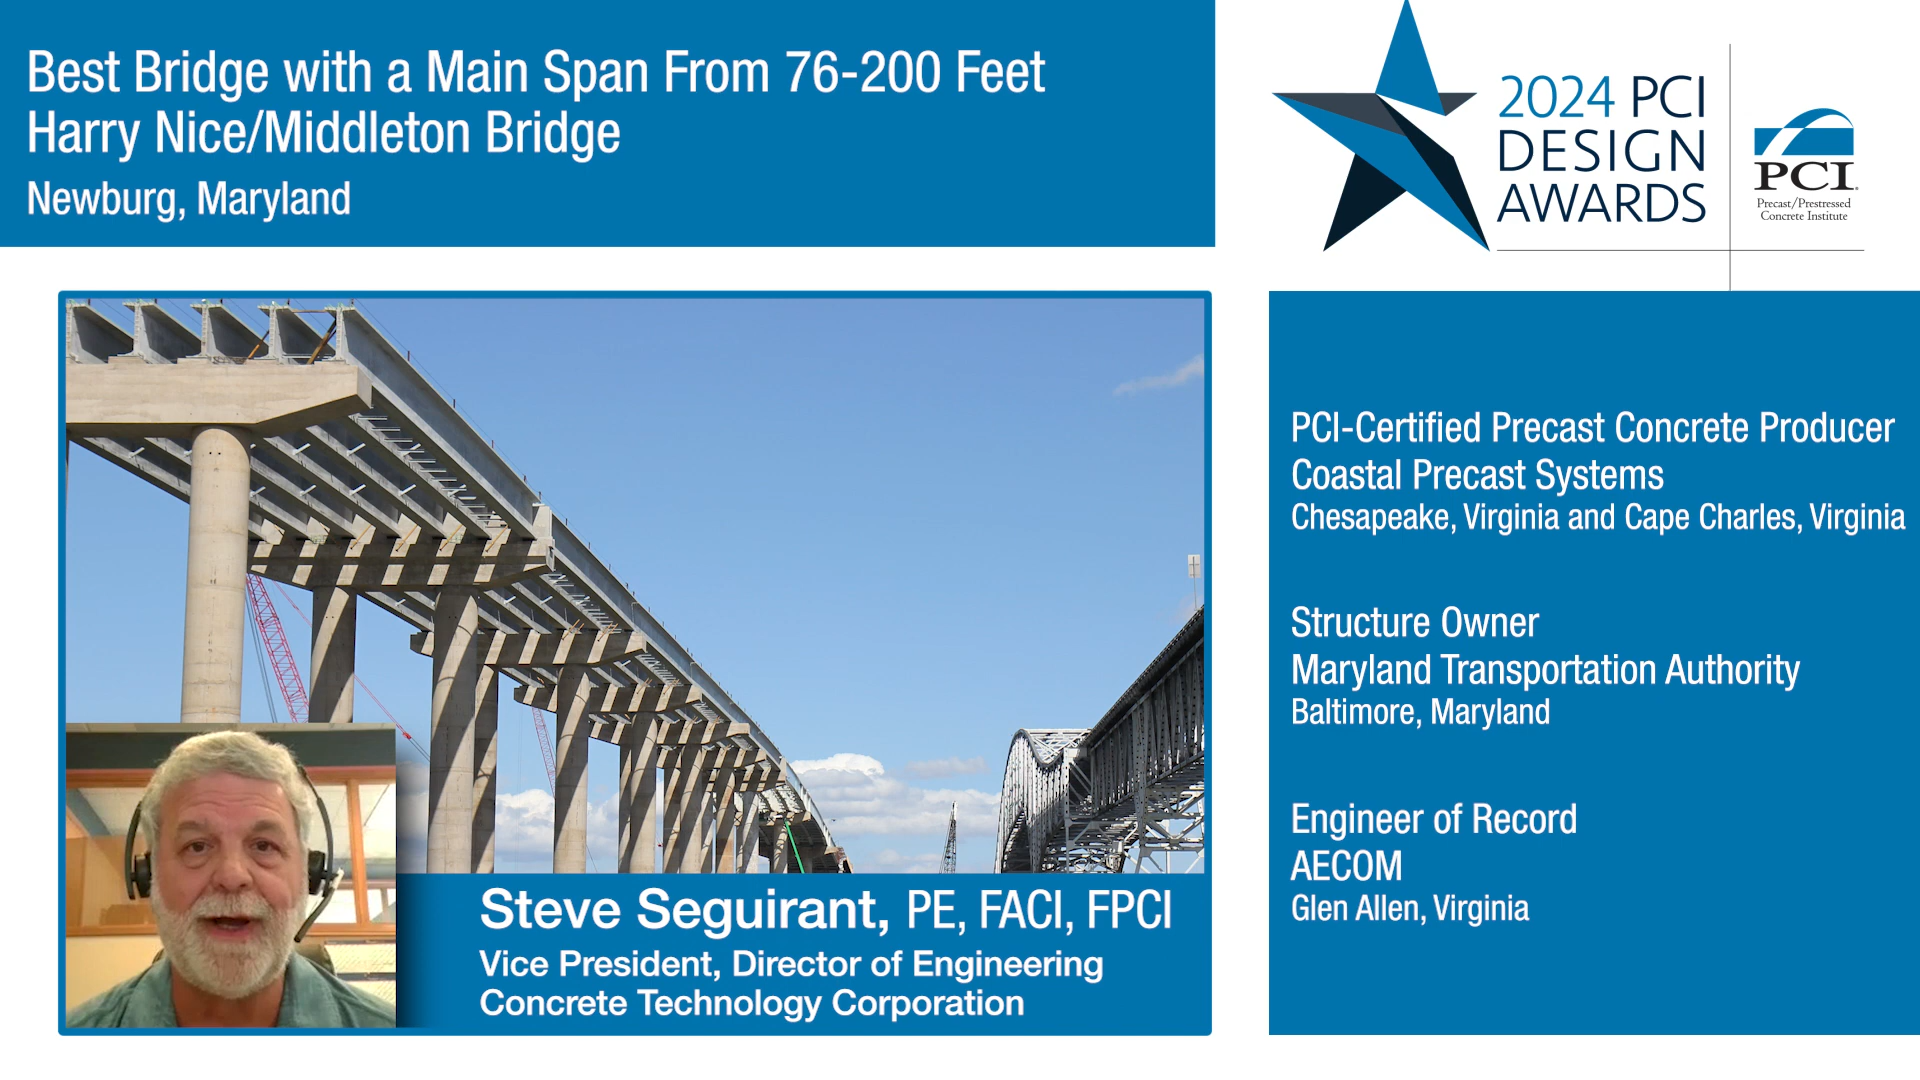 Best Bridge with a Main Span From 76-200 Feet
Harry Nice/Middleton Bridge
Newburg, Maryland
2024 PCI
DESIGN
AWARDS
PCI
Precast/Prestressed
Concrete Institute
PCI-Certified Precast Concrete Producer
Coastal Precast Systems
Chesapeake, Virginia and Cape Charles, Virginia
Structure Owner
Maryland Transportation Authority
Baltimore, Maryland
Engineer of Record
AECOM
Glen Allen, Virginia
Steve Seguirant, PE, FACI, FPCI
Vice President, Director of Engineering
Concrete Technology Corporation